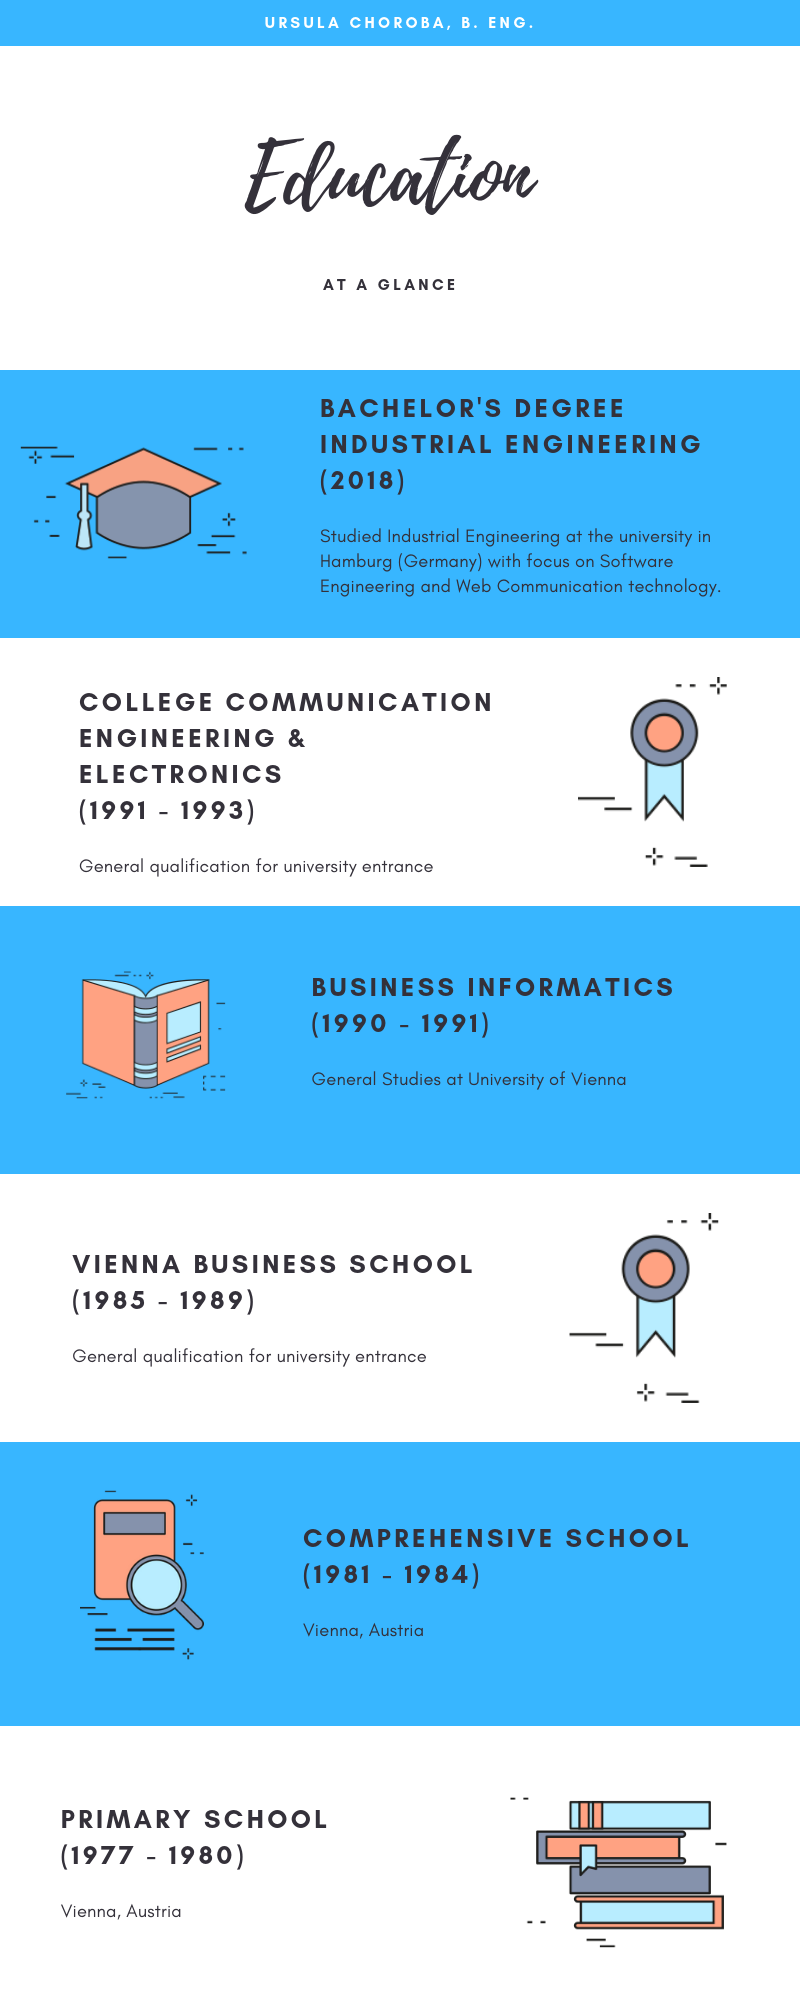 URSULA CHOROBA, B. ENG.
Education
AT A GLANCE
BACHELOR'S DEGREE
INDUSTRIAL ENGINEERING
(2018)
Studied Industrial Engineering at the university in
Hamburg (Germany) with focus on Software
Engineering and Web Communication technology.
COLLEGE COMMUNICATION
ENGINEERING &
ELECTRONICS
(1991 - 1993)
General qualification for university entrance
BUSINESS INFORMATICS
(1990 - 1991)
General Studies at University of Vienna
VIENNA BUSINESS SCHOOL
(1985 - 1989)
General qualification for university entrance
COMPREHENSIVE SCHOOL
(1981 - 1984)
Vienna, Austria
PRIMARY SCHOOL
(1977 - 1980)
Vienna, Austria